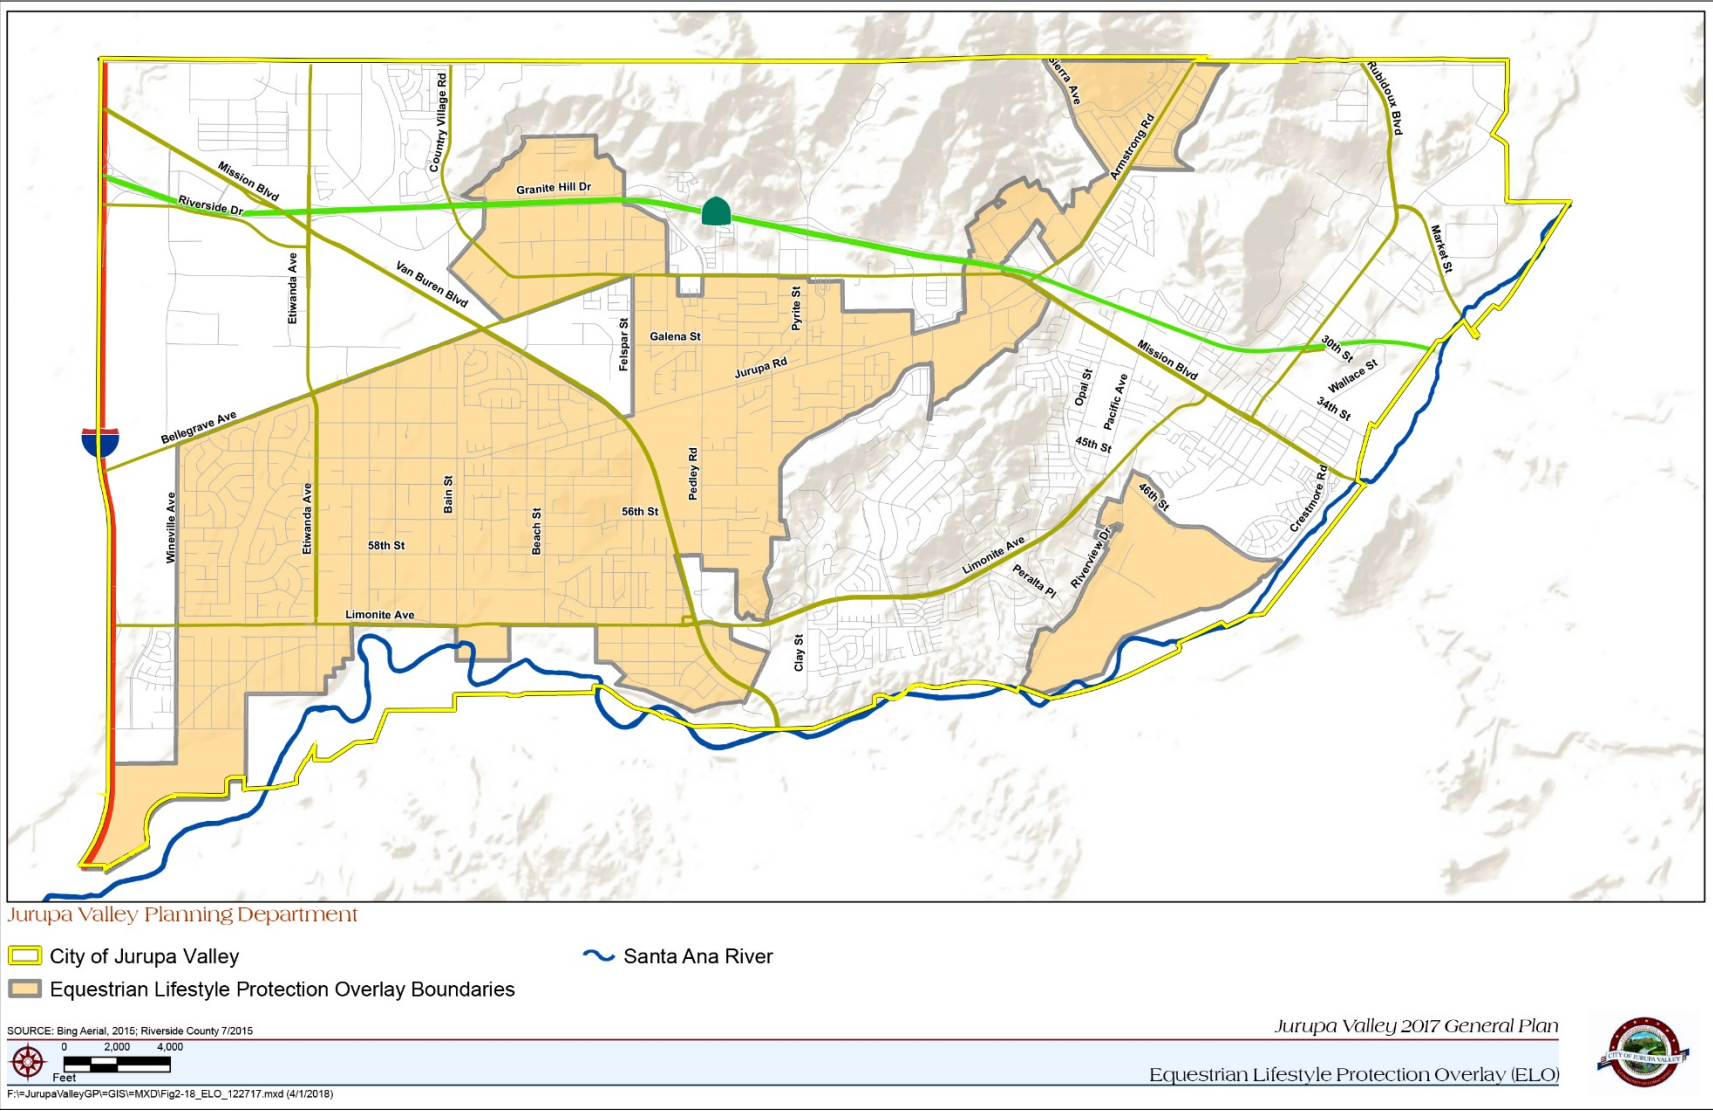 Sierra Ave
Rubidoux Blvd
Country Village Rd
Armstrong Rd
Mission Blvd
Granite Hill Dr
Riverside Dr
Market St
Etiwanda Ave
Van Buren Blvd
Pyrite St
Felspar St
Galena St
Mission Blvd
30th St
Jurupa Rd
Wallace St
Opal St
Pacific Ave
34th St
Bellegrave Ave
45th St
Pedley Rd
Bain St
46th St
Crestmore Rd
Wineville Ave
Etiwanda Ave
Beach St
56th St
58th St
Limonite Ave
Riverview Dr
Peralta Pl
Limonite Ave
Clay St
Jurupa Valley Planning Department
City of Jurupa Valley
Santa Ana River
Equestrian Lifestyle Protection Overlay Boundaries
SOURCE: Bing Aerial, 2015; Riverside County 7/2015
Jurupa Valley 2017 General Plan
0 2,000 4,000
Feet
Equestrian Lifestyle Protection Overlay (ELO)
CITY OF JURUPA VALLEY
F:\=JurupaValleyGP\=GIS\=MXD\Fig2-18_ELO_122717.mxd (4/1/2018)